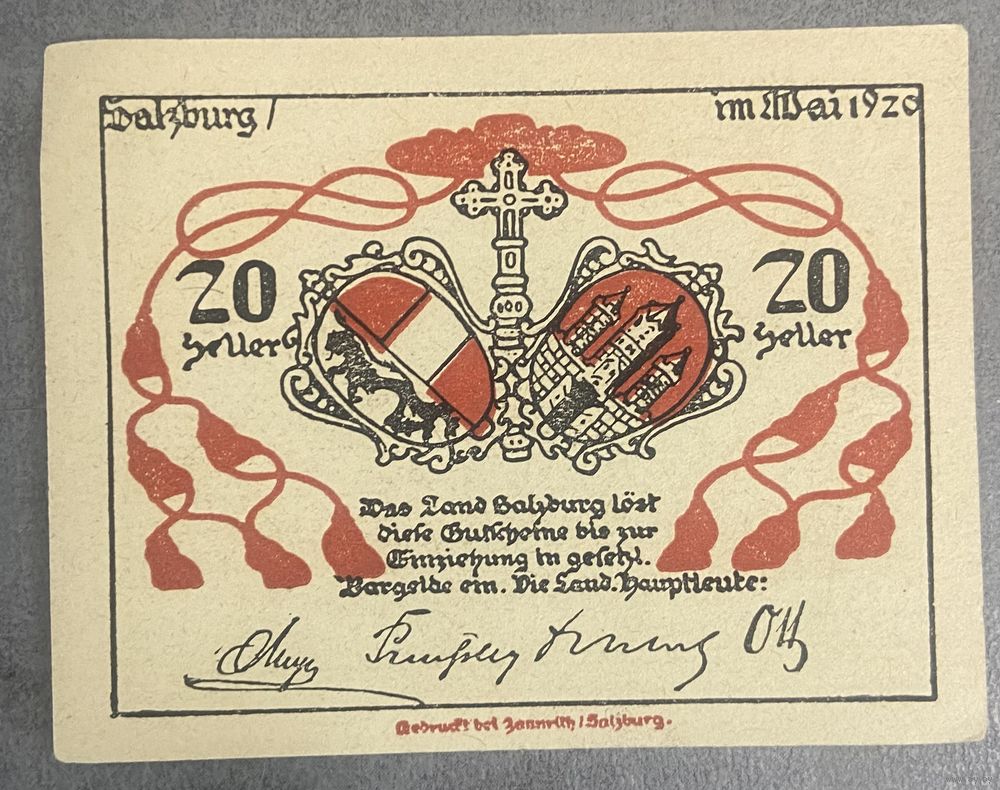 Salzburg /
im Mai 1920
20
Heller
20
Heller
Das Land Salzburg löst
diese Gutscheine bis zur
Einziehung in gesetzl.
Bargelde ein. Die Land. Hauptleute:
Ott
Gedruckt bei Zaunrith / Salzburg.